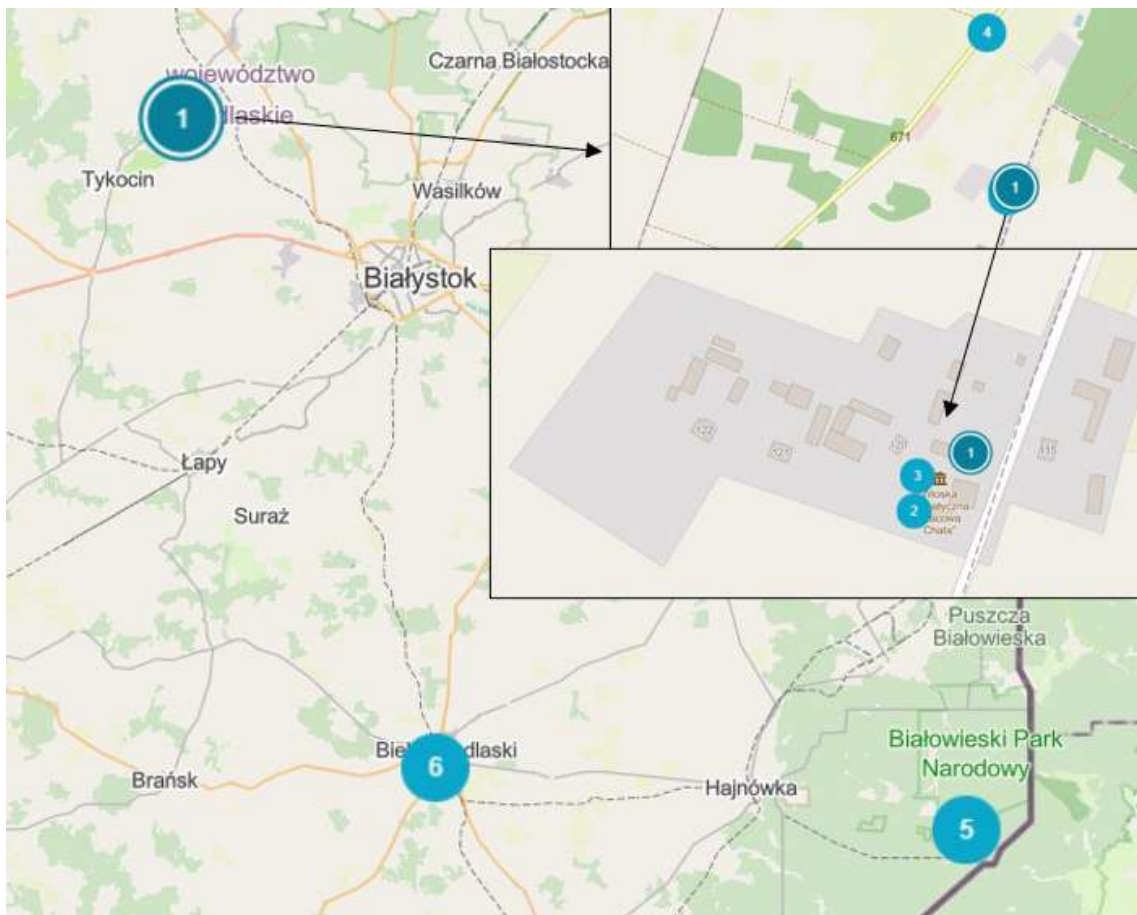 województwo
Czarna Białostocka
4
1
laskie
671
Tykocin
Wasilków
1
Białystok
122
121
115
1
3
Łapy
2
Chata"
Suraż
Puszcza
Białowieska
Białowieski Park
Narodowy
6
Brańsk
Hajnówka
5